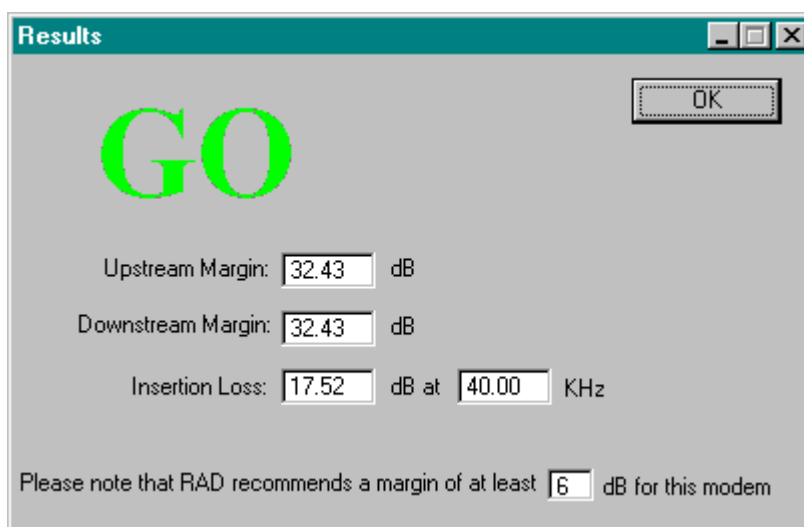 Results
OK
GO
Upstream Margin: 32.43 dB
Downstream Margin: 32.43 dB
Insertion Loss: 17.52 dB at 40.00 KHz
Please note that RAD recommends a margin of at least 6 dB for this modem